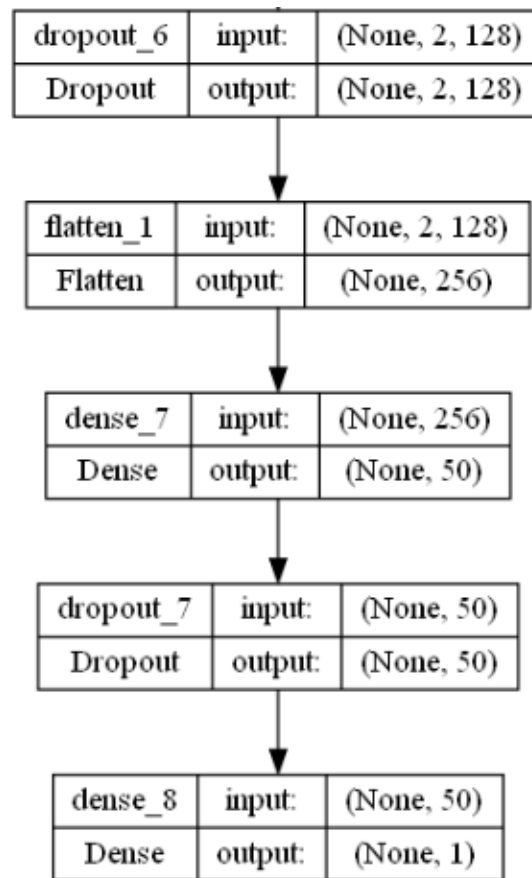 dropout_6 input: (None, 2, 128)
Dropout output: (None, 2, 128)
flatten_1 input: (None, 2, 128)
Flatten output: (None, 256)
dense_7 input: (None, 256)
Dense output: (None, 50)
dropout_7 input: (None, 50)
Dropout output: (None, 50)
dense_8 input: (None, 50)
Dense output: (None, 1)